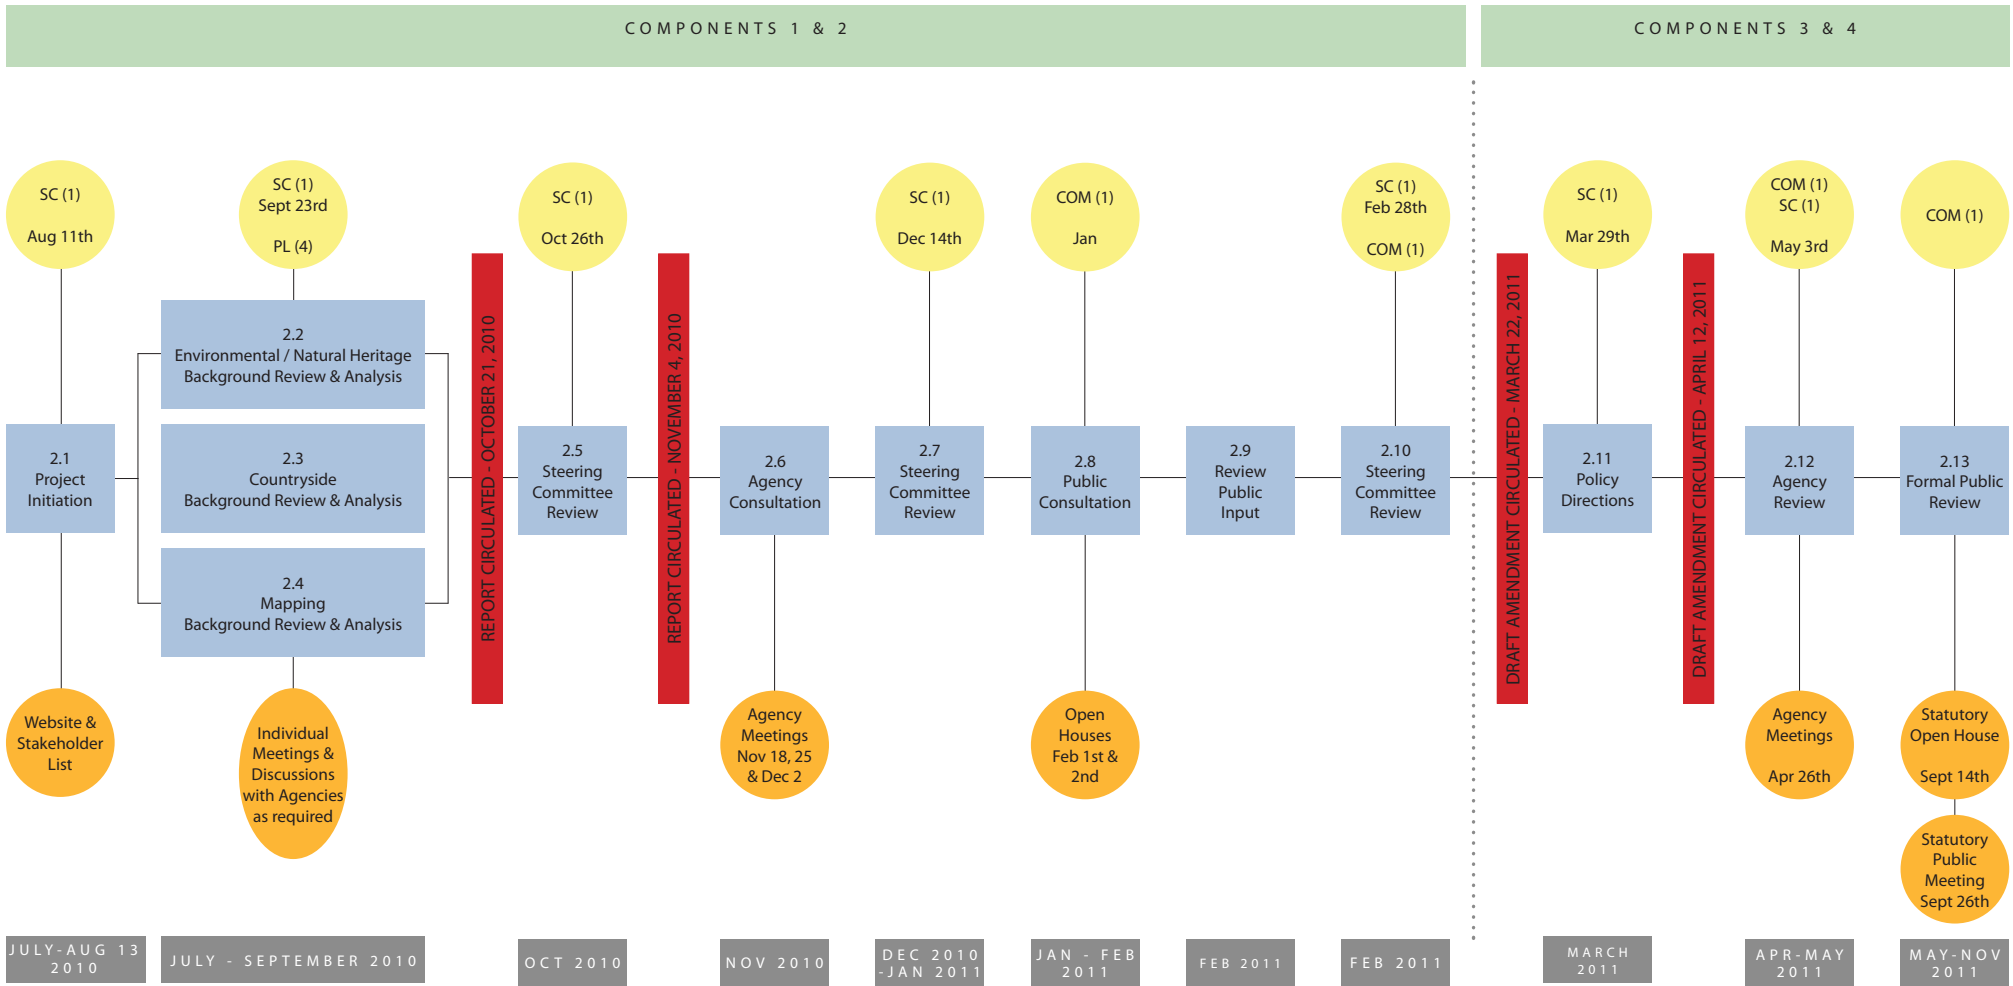 COMPONENTS 1 & 2
COMPONENTS 3 & 4
SC (1)
Aug 11th
SC (1)
Sept 23rd
PL (4)
SC (1)
Oct 26th
SC (1)
Dec 14th
COM (1)
Jan
SC (1)
Feb 28th
COM (1)
SC (1)
Mar 29th
COM (1)
SC (1)
May 3rd
COM (1)
2.1
Project
Initiation
2.2
Environmental / Natural Heritage
Background Review & Analysis
2.3
Countryside
Background Review & Analysis
2.4
Mapping
Background Review & Analysis
REPORT CIRCULATED - OCTOBER 21, 2010
2.5
Steering
Committee
Review
REPORT CIRCULATED - NOVEMBER 4, 2010
2.6
Agency
Consultation
2.7
Steering
Committee
Review
2.8
Public
Consultation
2.9
Review
Public
Input
2.10
Steering
Committee
Review
DRAFT AMENDMENT CIRCULATED - MARCH 22, 2011
2.11
Policy
Directions
DRAFT AMENDMENT CIRCULATED - APRIL 12, 2011
2.12
Agency
Review
2.13
Formal Public
Review
Website &
Stakeholder
List
Individual
Meetings &
Discussions
with Agencies
as required
Agency
Meetings
Nov 18, 25
& Dec 2
Open
Houses
Feb 1st &
2nd
Agency
Meetings
Apr 26th
Statutory
Open House
Sept 14th
Statutory
Public
Meeting
Sept 26th
JULY-AUG 13
2010
JULY - SEPTEMBER 2010
OCT 2010
NOV 2010
DEC 2010
-JAN 2011
JAN - FEB
2011
FEB 2011
FEB 2011
MARCH
2011
APR-MAY
2011
MAY-NOV
2011